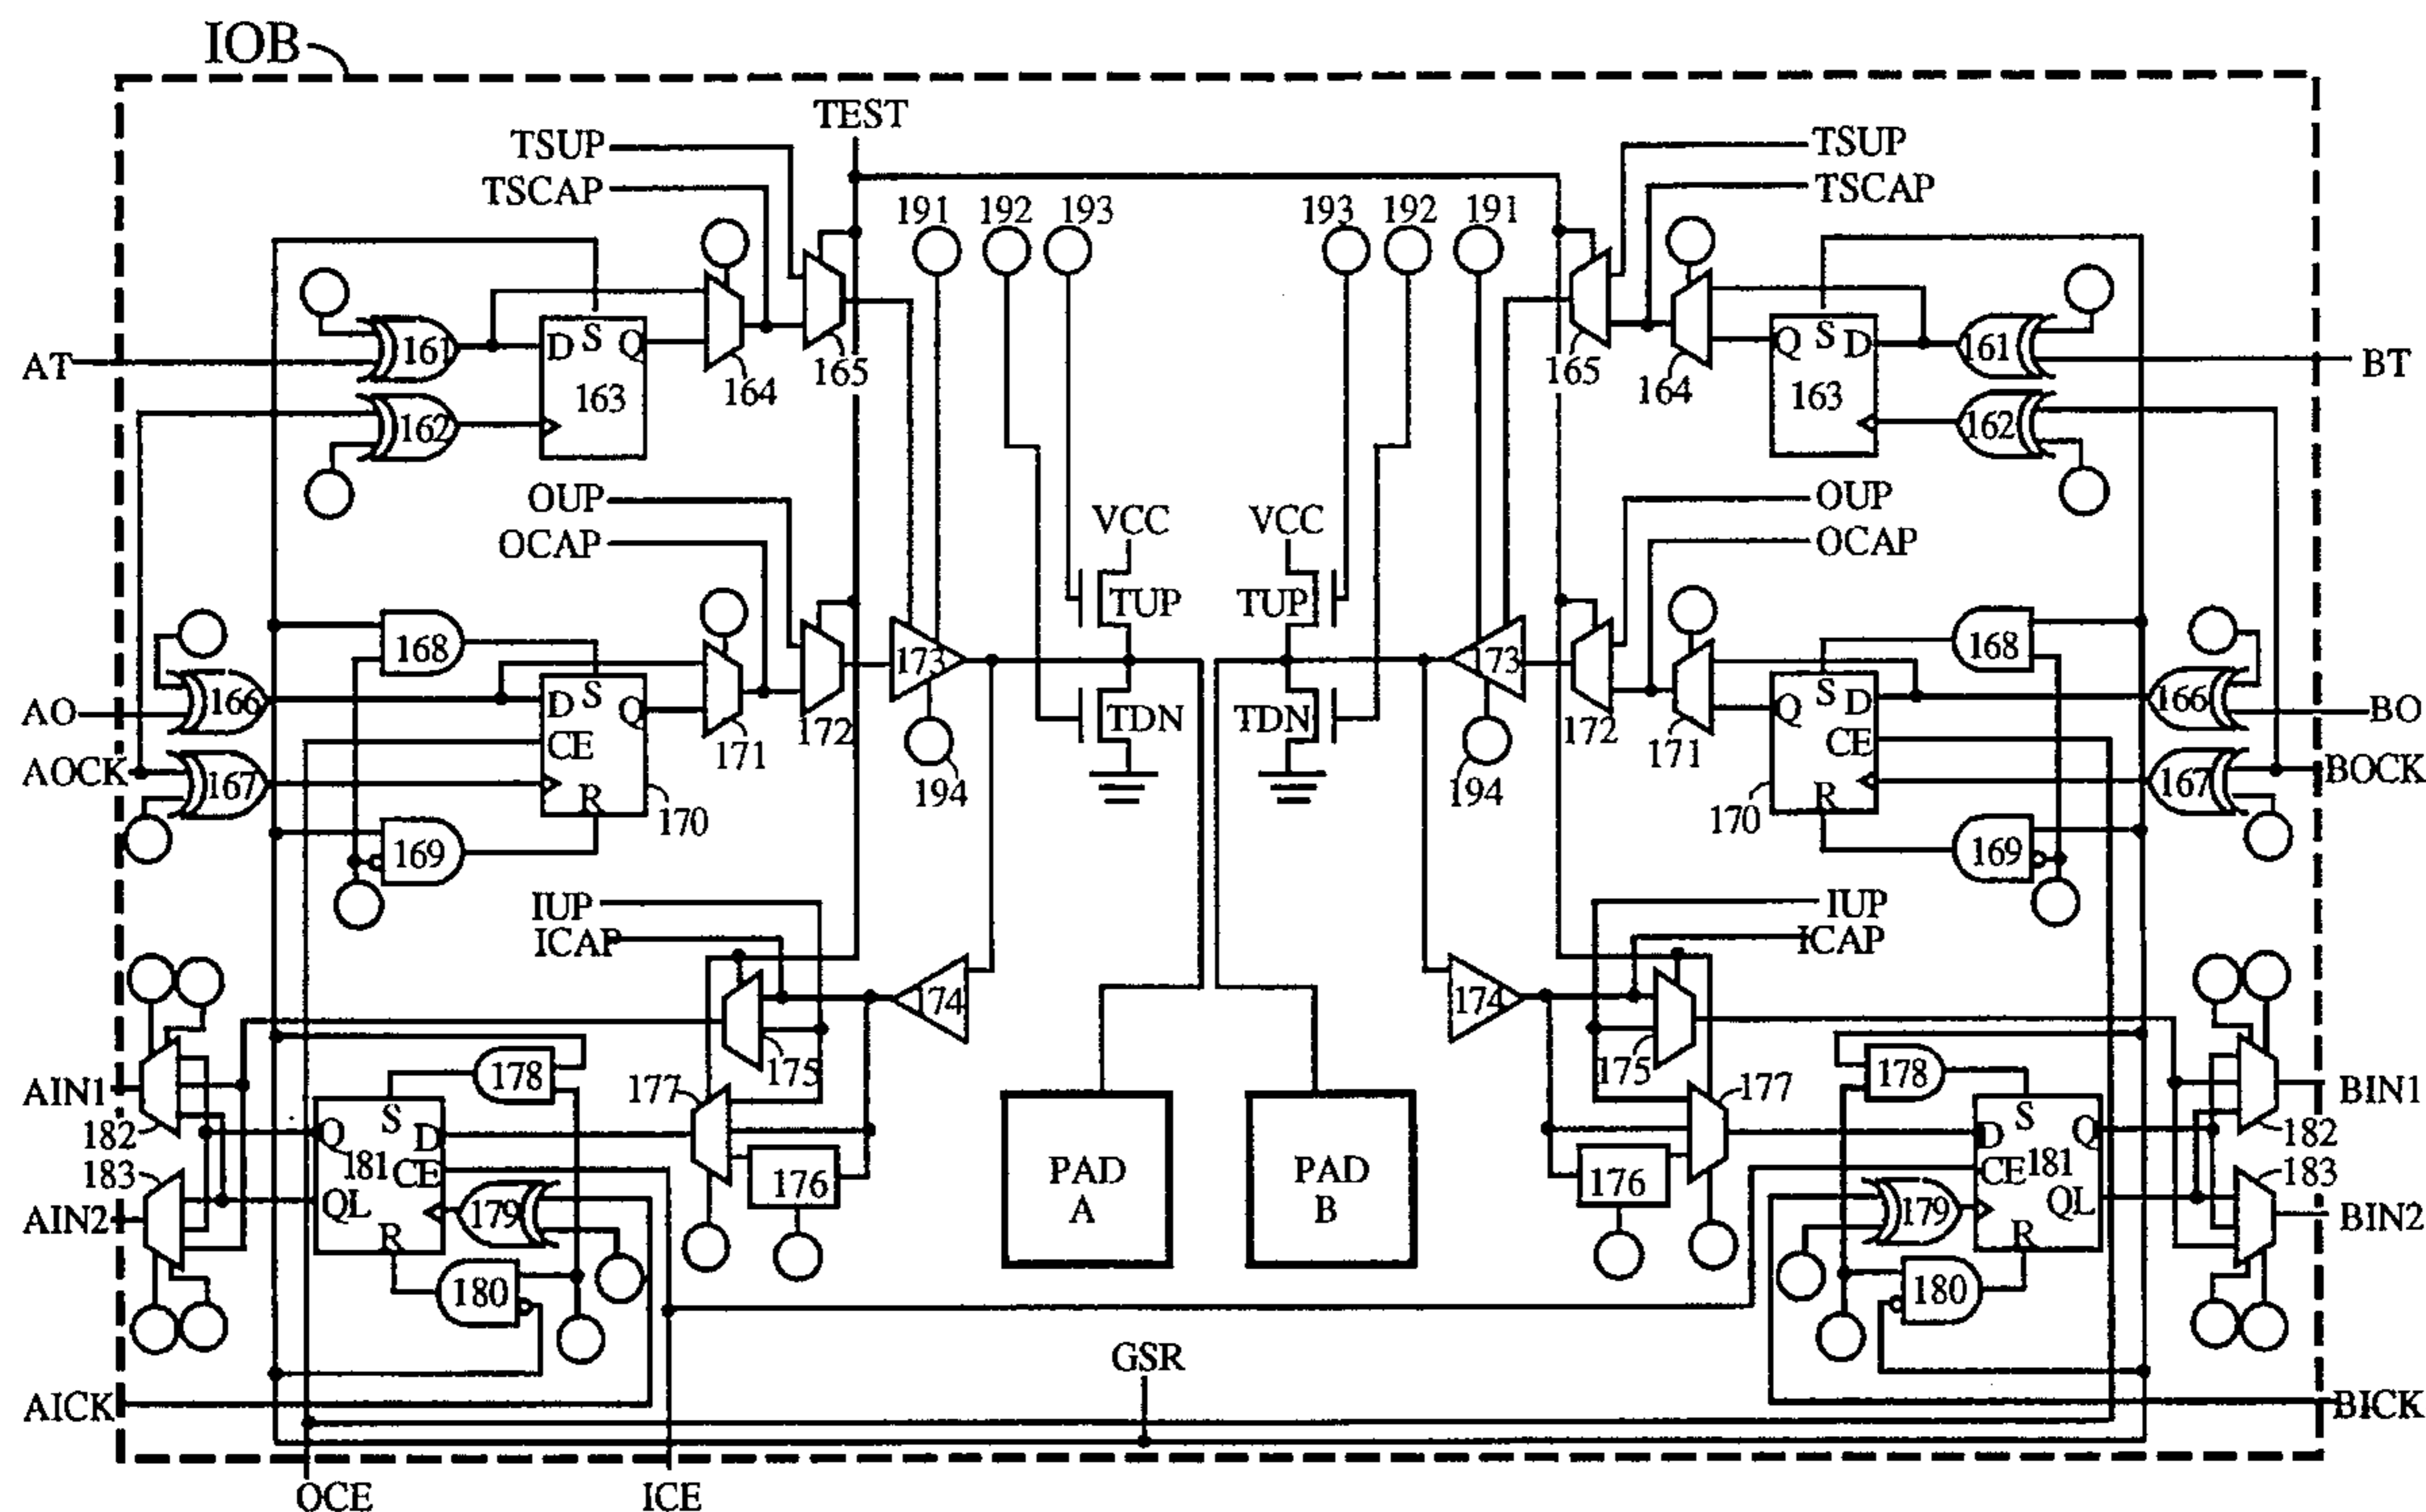 IOB
TEST
TSUP
TSUP
TSCAP
TSCAP
191 192 193
193 192 191
161 D S Q
163
164
165
165
164
Q S D
163
161
AT
BT
162
162
OUP
OUP
OCAP
OCAP
VCC
VCC
TUP
TUP
168
173
173
168
AO
166
D S Q
TDN
TDN
Q S D
166
BO
CE
171
172
172
171
CE
AOCK
167
R
170
194
194
170
R
167
BOCK
169
169
IUP
IUP
ICAP
ICAP
174
174
175
175
AIN1
178
177
177
178
BIN1
182
S
Q D
181
CE
D S Q
CE 181
182
183
QL
176
PAD
A
PAD
B
176
QL
183
AIN2
179
179
BIN2
R
R
180
180
GSR
AICK
BICK
OCE
ICE